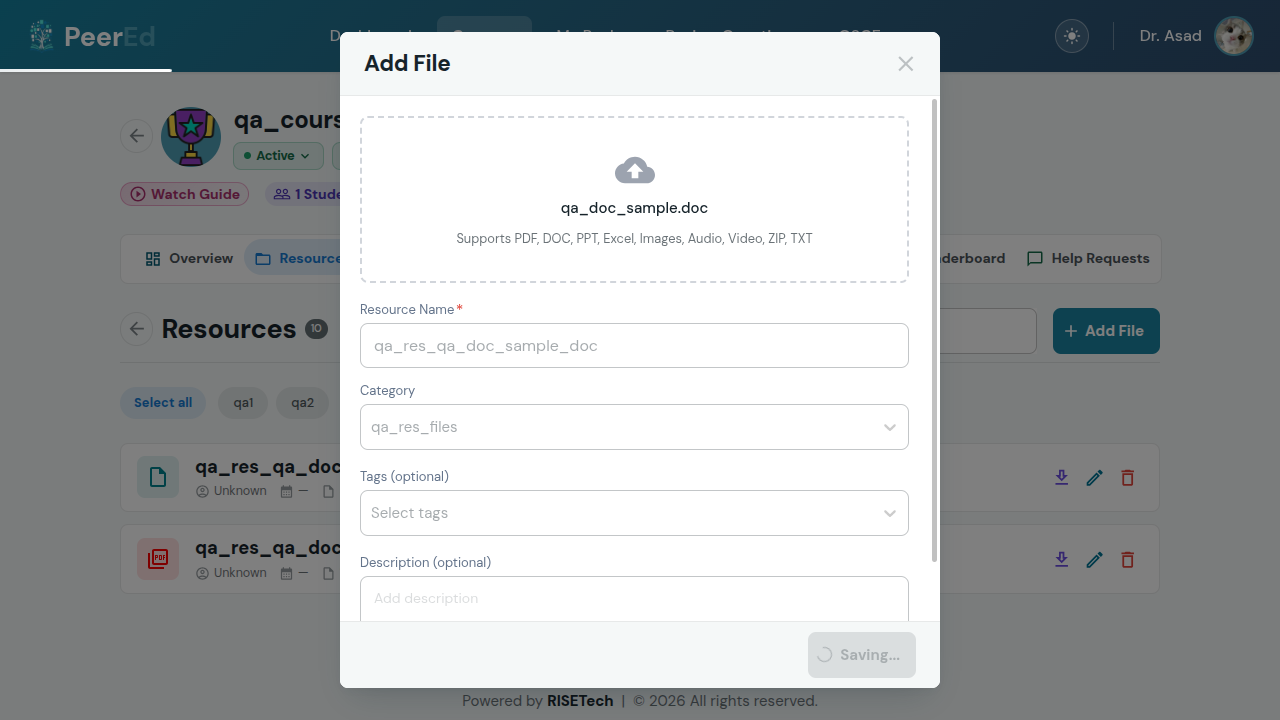 PeerEd
Dr. Asad
Add File
qa_cours
Active
Watch Guide
1 Stude
qa_doc_sample.doc
Supports PDF, DOC, PPT, Excel, Images, Audio, Video, ZIP, TXT
Overview
Resource
derboard
Help Requests
Resource Name*
qa_res_qa_doc_sample_doc
Resources 10
Add File
Category
qa_res_files
Select all
qa1
qa2
Tags (optional)
Select tags
qa_res_qa_doc
Unknown
—
qa_res_qa_doc
Unknown
—
PDF
Description (optional)
Add description
Saving...
Powered by RISETech | © 2026 All rights reserved.